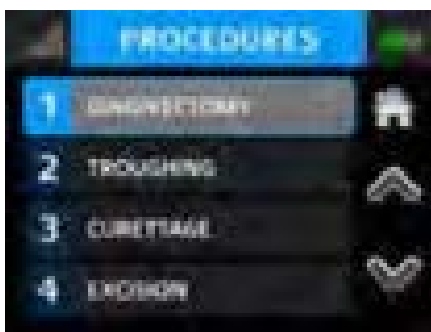 PROCEDURES
1 GINGIVECTOMY
2 TROUGHING
3 CURETTAGE
4 EXCISION